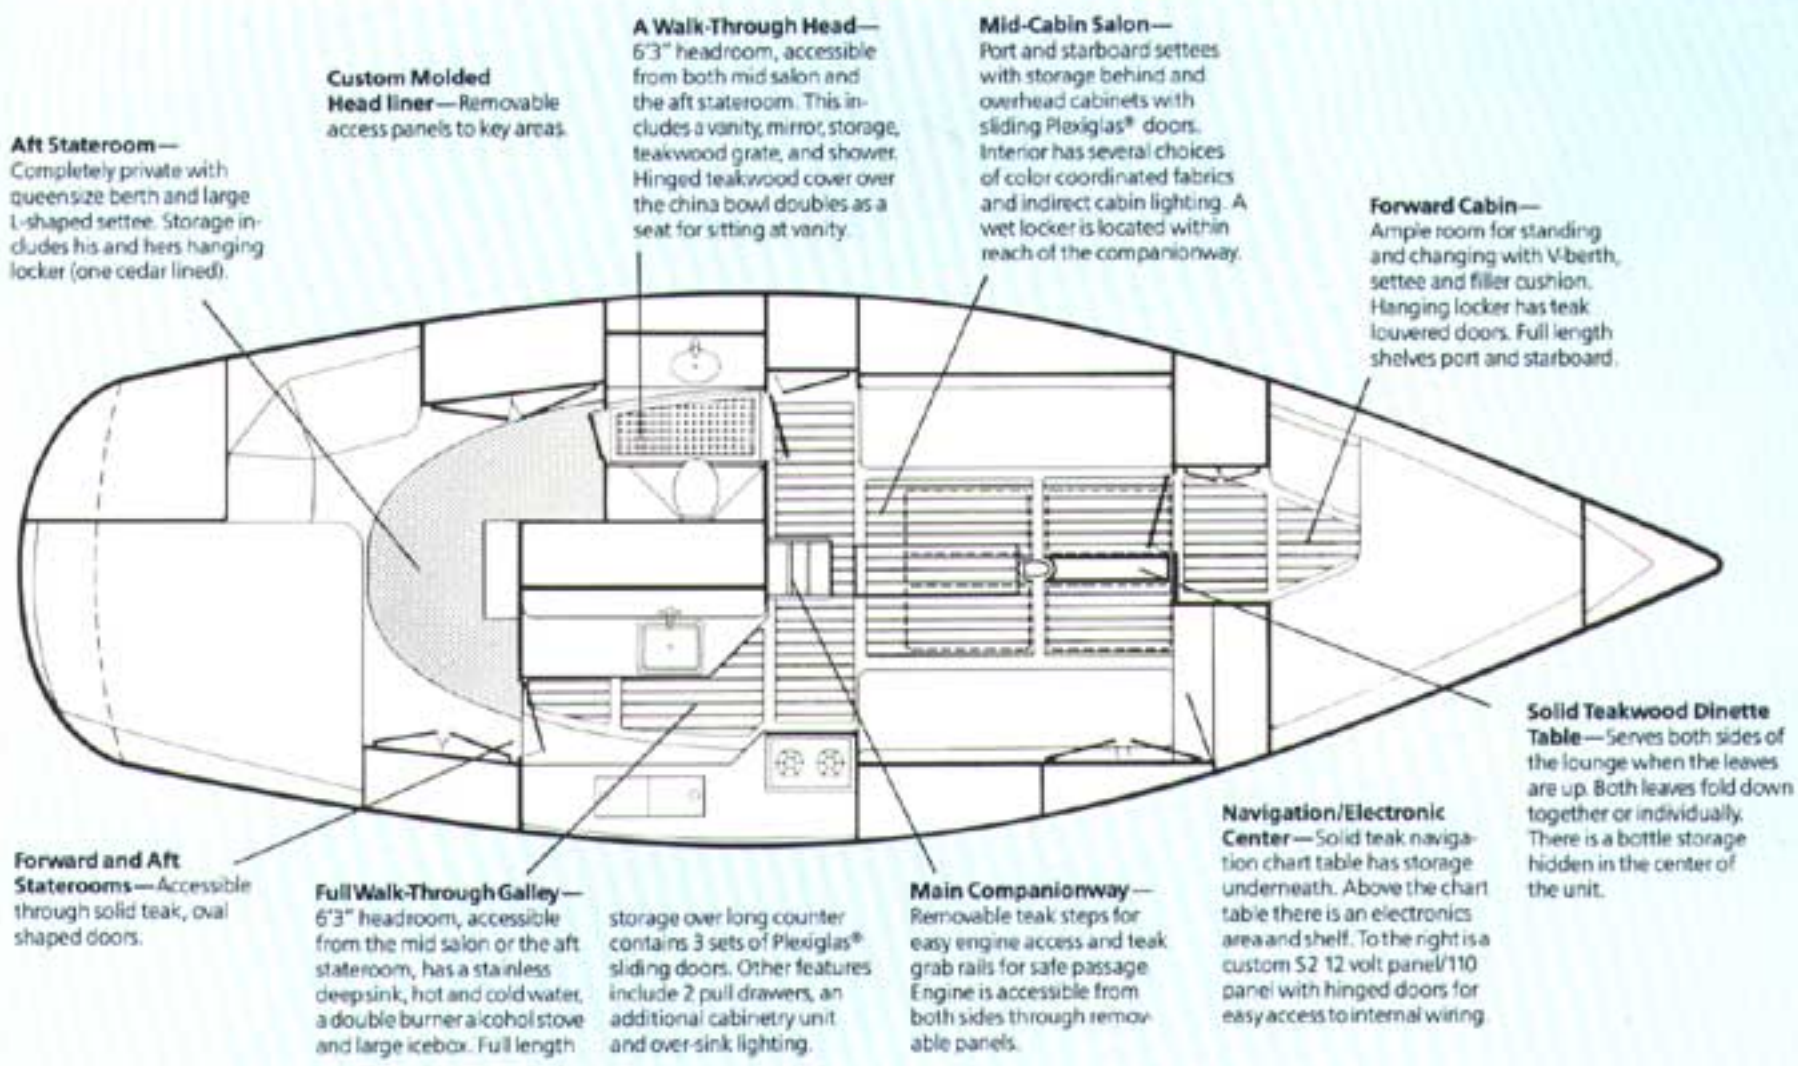 Aft Stateroom—
Completely private with
queensize berth and large
L-shaped settee. Storage in-
cludes his and hers hanging
locker (one cedar lined).
Custom Molded
Head liner—Removable
access panels to key areas.
A Walk-Through Head—
6'3" headroom, accessible
from both mid salon and
the aft stateroom. This in-
cludes a vanity, mirror, storage,
teakwood grate, and shower.
Hinged teakwood cover over
the china bowl doubles as a
seat for sitting at vanity.
Mid-Cabin Salon—
Port and starboard settees
with storage behind and
overhead cabinets with
sliding Plexiglas® doors.
Interior has several choices
of color coordinated fabrics
and indirect cabin lighting. A
wet locker is located within
reach of the companionway.
Forward Cabin—
Ample room for standing
and changing with V-berth,
settee and filler cushion.
Hanging locker has teak
louvered doors. Full length
shelves port and starboard.
Forward and Aft
Staterooms—Accessible
through solid teak, oval
shaped doors.
Full Walk-Through Galley—
6'3" headroom, accessible
from the mid salon or the aft
stateroom, has a stainless
deep sink, hot and cold water,
a double burner alcohol stove
and large icebox. Full length
storage over long counter
contains 3 sets of Plexiglas®
sliding doors. Other features
include 2 pull drawers, an
additional cabinetry unit
and over-sink lighting.
Main Companionway—
Removable teak steps for
easy engine access and teak
grab rails for safe passage.
Engine is accessible from
both sides through remov-
able panels.
Navigation/Electronic
Center—Solid teak naviga-
tion chart table has storage
underneath. Above the chart
table there is an electronics
area and shelf. To the right is a
custom S2 12 volt panel/110
panel with hinged doors for
easy access to internal wiring.
Solid Teakwood Dinette
Table—Serves both sides of
the lounge when the leaves
are up. Both leaves fold down
together or individually.
There is a bottle storage
hidden in the center of
the unit.